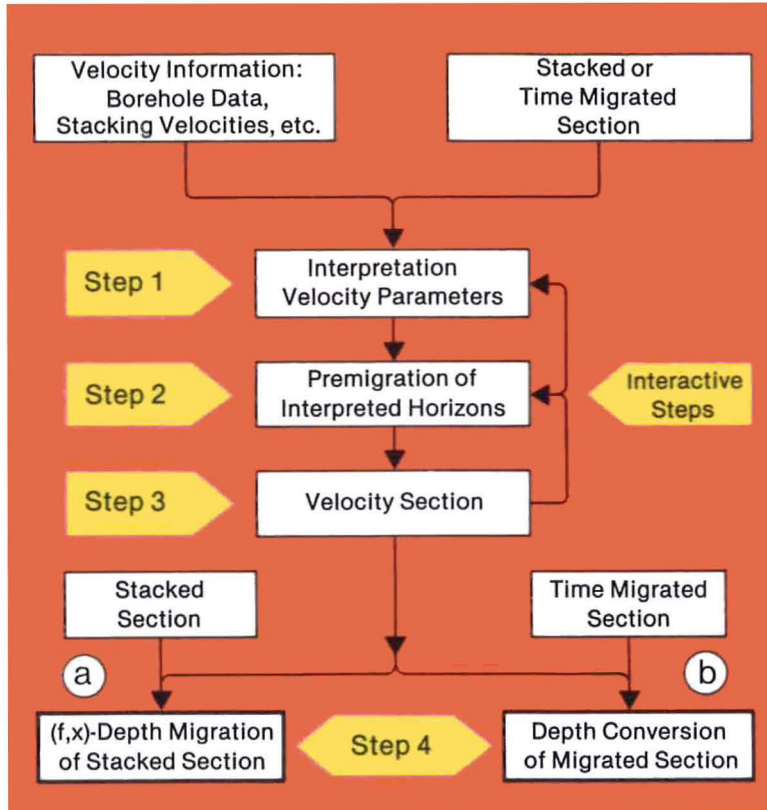 Velocity Information:
Borehole Data,
Stacking Velocities, etc.
Stacked or
Time Migrated
Section
Step 1
Interpretation
Velocity Parameters
Step 2
Premigration of
Interpreted Horizons
Interactive
Steps
Step 3
Velocity Section
Stacked
Section
Time Migrated
Section
a
b
(f,x)-Depth Migration
of Stacked Section
Step 4
Depth Conversion
of Migrated Section